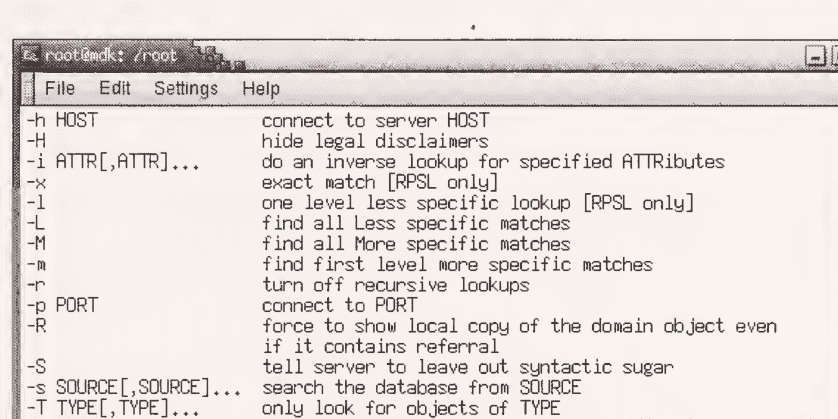 root@mdk: /root
File Edit Settings Help
-h HOST connect to server HOST
-H hide legal disclaimers
-i ATTR[,ATTR]... do an inverse lookup for specified ATTRibutes
-x exact match [RPSL only]
-l one level less specific lookup [RPSL only]
-L find all Less specific matches
-M find all More specific matches
-m find first level more specific matches
-r turn off recursive lookups
-p PORT connect to PORT
-R force to show local copy of the domain object even
if it contains referral
-S tell server to leave out syntactic sugar
-s SOURCE[,SOURCE]... search the database from SOURCE
-T TYPE[,TYPE]... only look for objects of TYPE